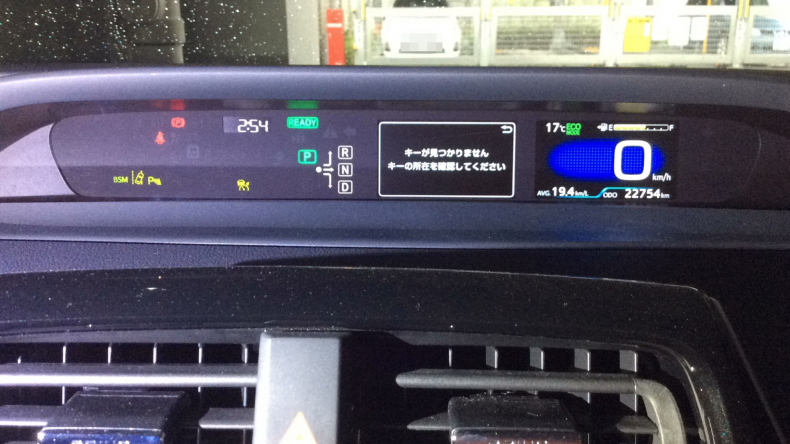 2:54
READY
P
R
N
D
BSM
キーが見つかりません
キーの所在を確認してください
17℃ ECO MODE E F
0 km/h
AVG. 19.4 km/L ODO 22754 km